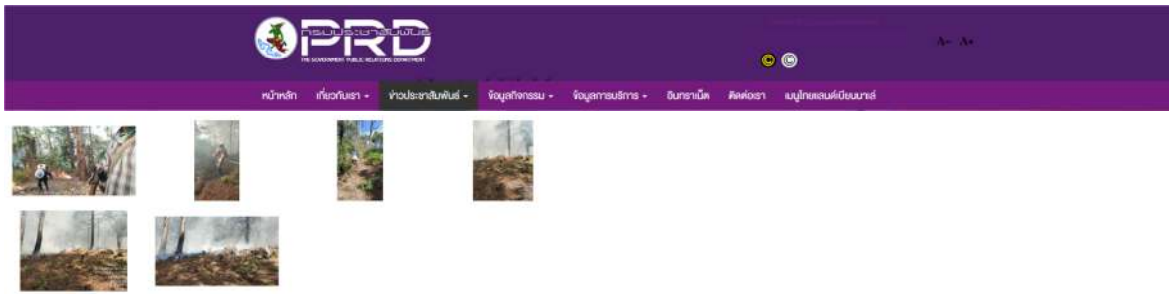 กรมประชาสัมพันธ์
PRD
THE GOVERNMENT PUBLIC RELATIONS DEPARTMENT
A- A+
C C
หน้าหลัก เกี่ยวกับเรา ข่าวประชาสัมพันธ์ ข้อมูลกิจกรรม ข้อมูลการบริการ อินทราเน็ต ติดต่อเรา เมนูไทยแลนด์เบียนนาเล่